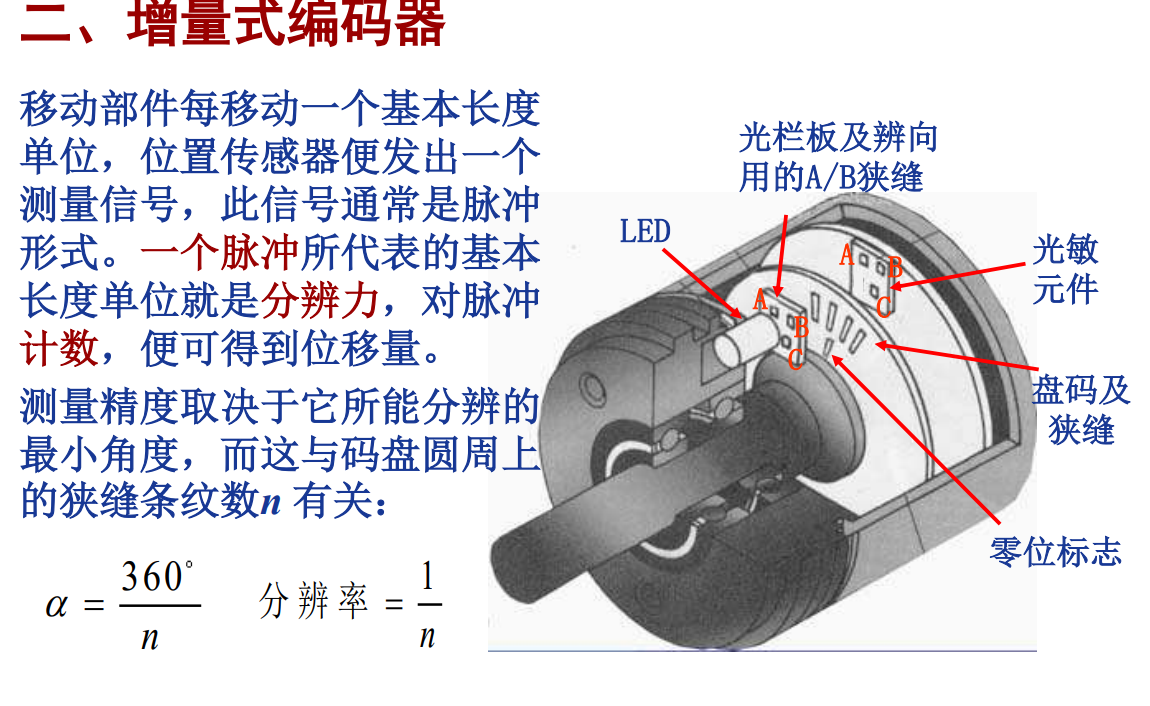 二、增量式编码器
移动部件每移动一个基本长度
单位，位置传感器便发出一个
测量信号，此信号通常是脉冲
形式。一个脉冲所代表的基本
长度单位就是分辨力，对脉冲
计数，便可得到位移量。
测量精度取决于它所能分辨的
最小角度，而这与码盘圆周上
的狭缝条纹数n 有关：
α = 360° / n
分辨率 = 1 / n
光栏板及辨向
用的A/B狭缝
LED
A
B
C
A
B
C
光敏
元件
盘码及
狭缝
零位标志